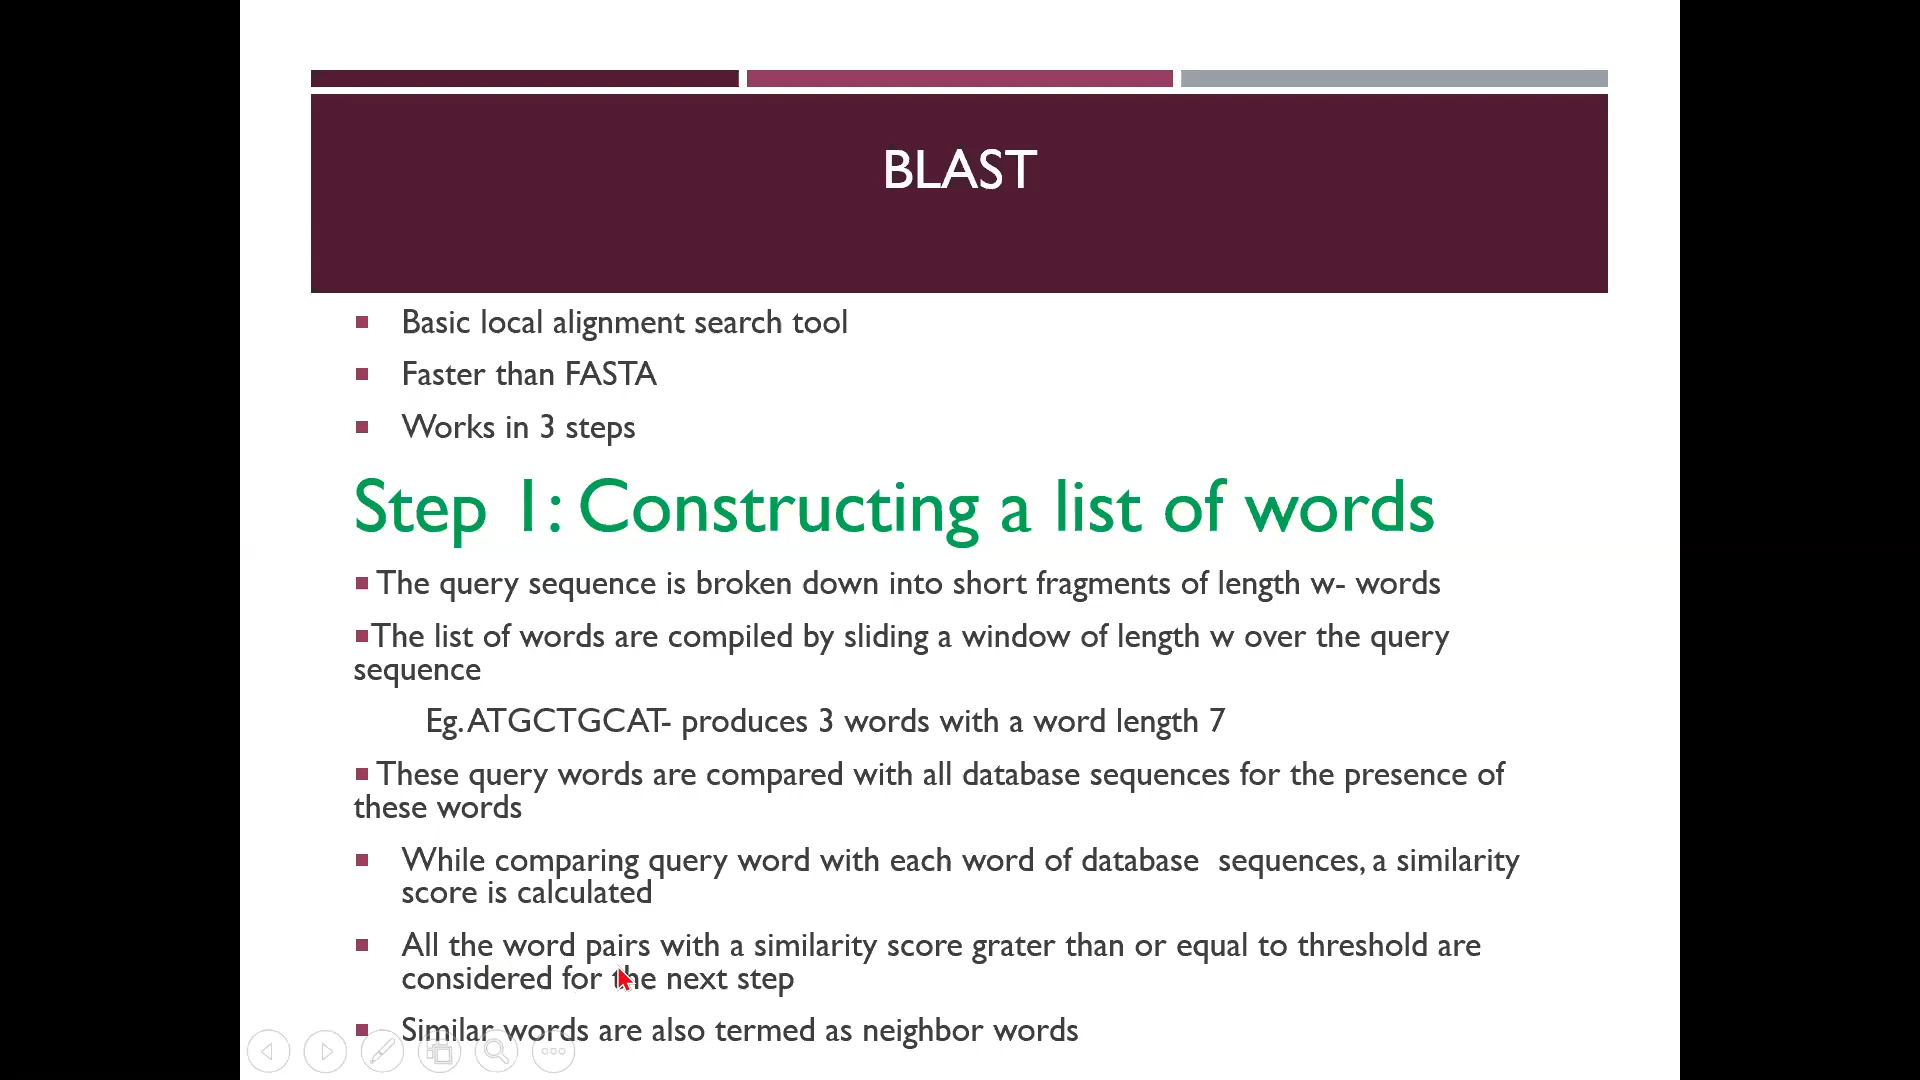 BLAST
Basic local alignment search tool
Faster than FASTA
Works in 3 steps
Step 1: Constructing a list of words
The query sequence is broken down into short fragments of length w- words
The list of words are compiled by sliding a window of length w over the query
sequence
Eg. ATGCTGCAT- produces 3 words with a word length 7
These query words are compared with all database sequences for the presence of
these words
While comparing query word with each word of database sequences, a similarity
score is calculated
All the word pairs with a similarity score grater than or equal to threshold are
considered for the next step
Similar words are also termed as neighbor words